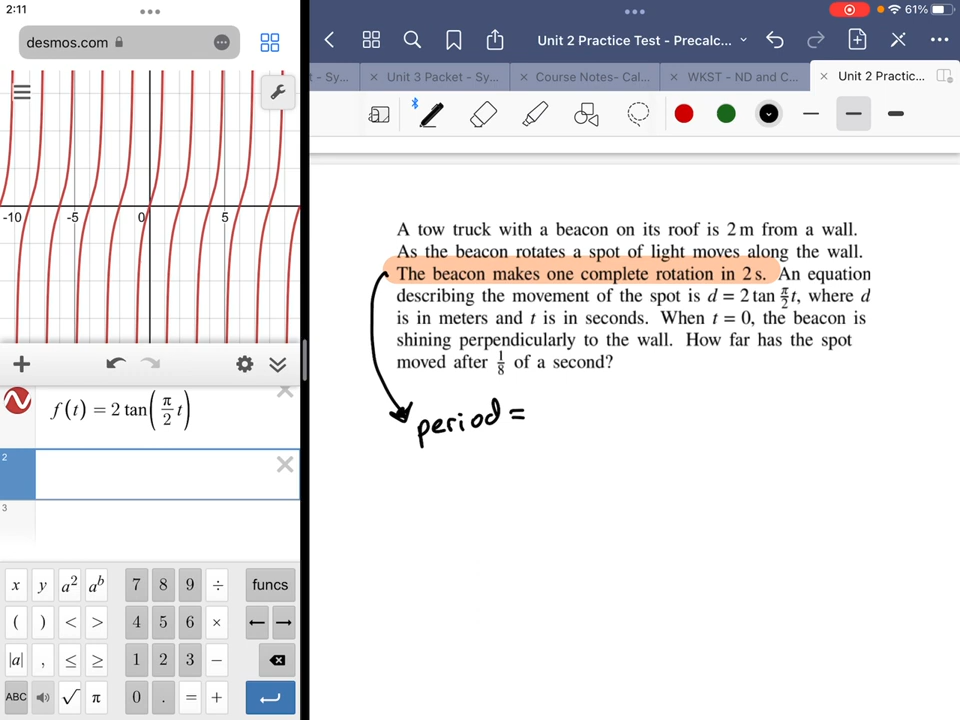 2:11
61%
desmos.com
Unit 2 Practice Test - Precalc...
t - Sy...
Unit 3 Packet - Sy...
Course Notes- Cal...
WKST - ND and C...
Unit 2 Practic...
-10 -5 0 5
A tow truck with a beacon on its roof is 2 m from a wall.
As the beacon rotates a spot of light moves along the wall.
The beacon makes one complete rotation in 2 s. An equation
describing the movement of the spot is d = 2 tan π/2 t, where d
is in meters and t is in seconds. When t = 0, the beacon is
shining perpendicularly to the wall. How far has the spot
moved after 1/8 of a second?
period =
f(t) = 2 tan(π/2 t)
2
3
x y a² aᵇ 7 8 9 ÷ funcs
( ) < > 4 5 6 × ← →
|a| , ≤ ≥ 1 2 3 −
ABC √ π 0 . = +